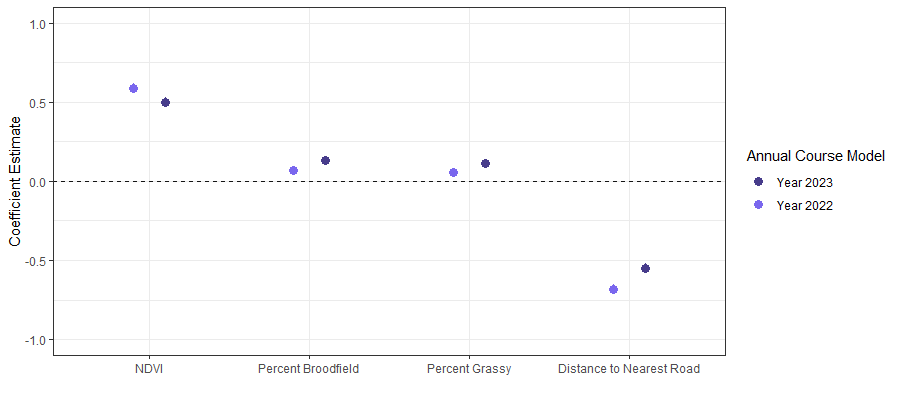 1.0
0.5
0.0
-0.5
-1.0
Coefficient Estimate
NDVI
Percent Broodfield
Percent Grassy
Distance to Nearest Road
Annual Course Model
Year 2023
Year 2022